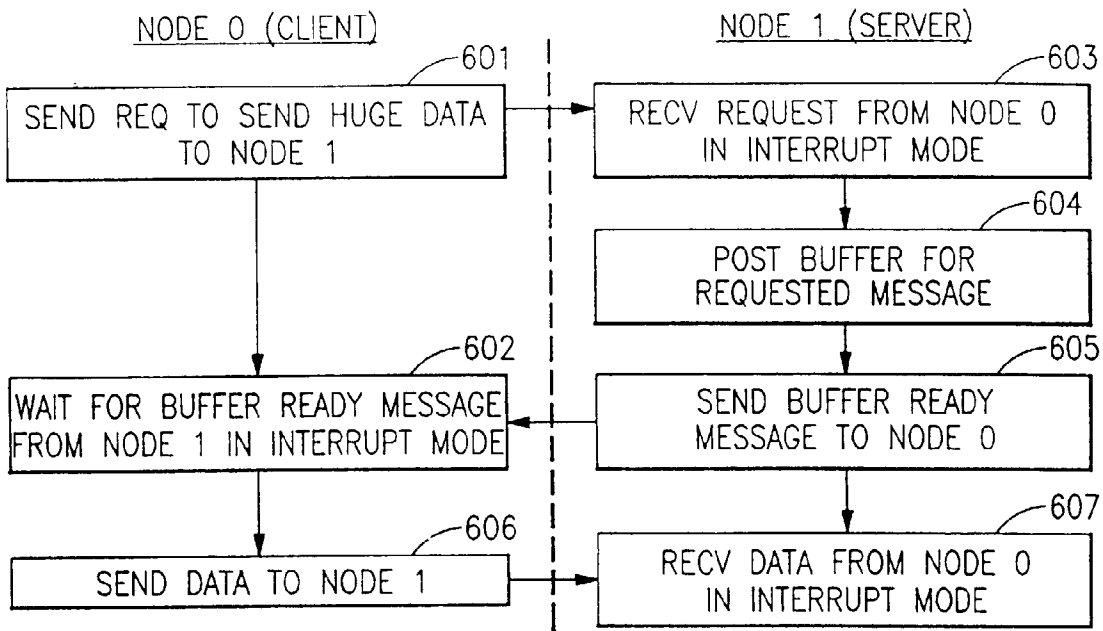 NODE 0 (CLIENT)
NODE 1 (SERVER)
601
SEND REQ TO SEND HUGE DATA
TO NODE 1
603
RECV REQUEST FROM NODE 0
IN INTERRUPT MODE
604
POST BUFFER FOR
REQUESTED MESSAGE
602
WAIT FOR BUFFER READY MESSAGE
FROM NODE 1 IN INTERRUPT MODE
605
SEND BUFFER READY
MESSAGE TO NODE 0
606
SEND DATA TO NODE 1
607
RECV DATA FROM NODE 0
IN INTERRUPT MODE